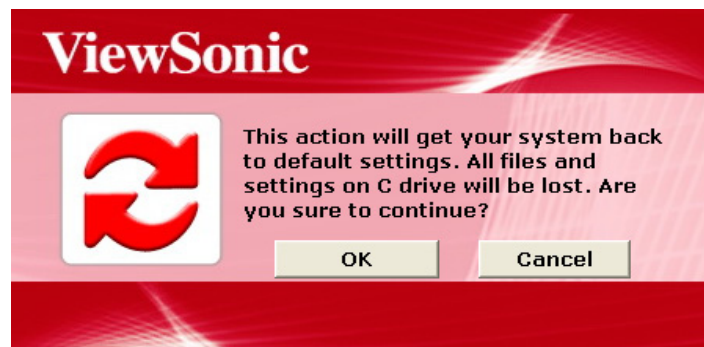 ViewSonic
This action will get your system back
to default settings. All files and
settings on C drive will be lost. Are
you sure to continue?
OK Cancel